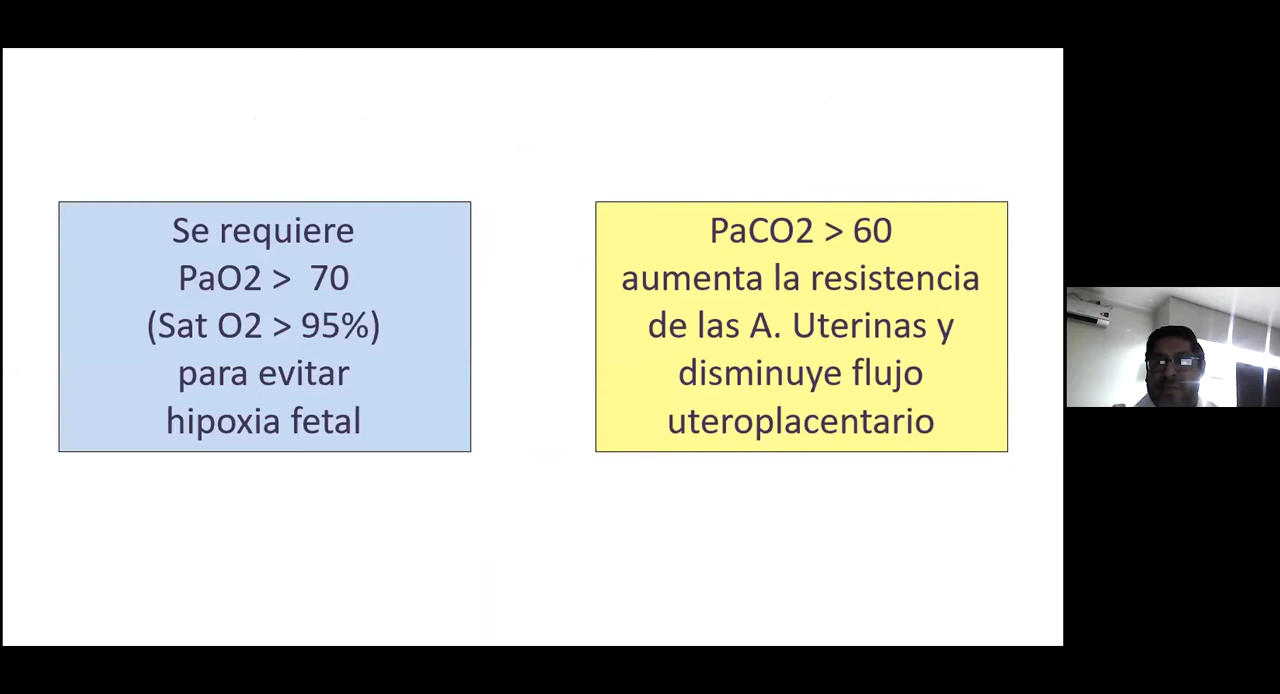 Se requiere
PaO2 > 70
(Sat O2 > 95%)
para evitar
hipoxia fetal
PaCO2 > 60
aumenta la resistencia
de las A. Uterinas y
disminuye flujo
uteroplacentario